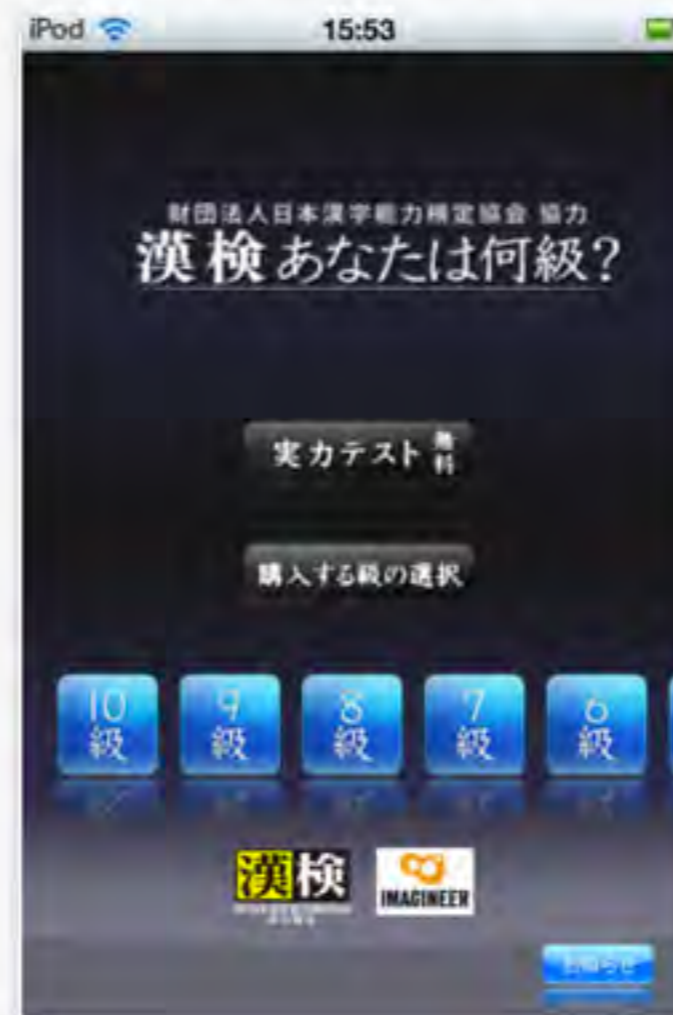 iPod 15:53
財団法人日本漢字能力検定協会 協力
漢検あなたは何級?
実力テスト 無料
購入する級の選択
10級 9級 8級 7級 6級
漢検 IMAGINEER
お知らせ